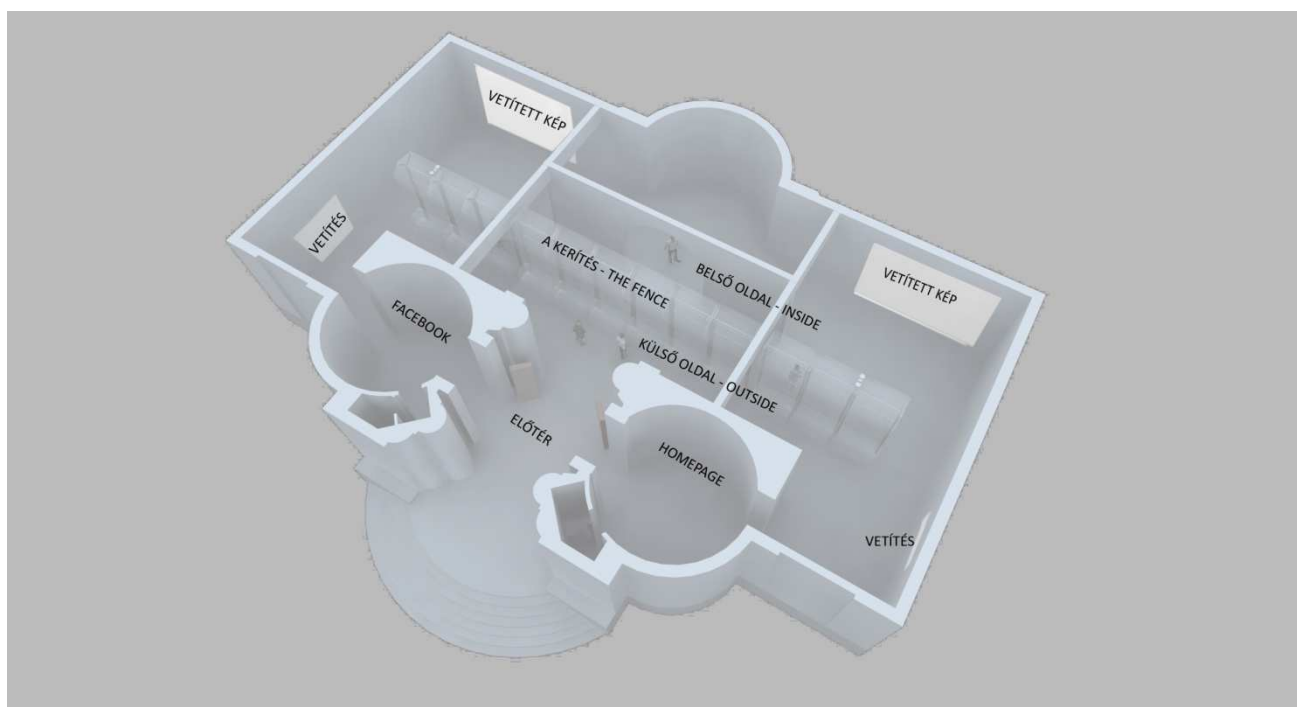 VETÍTETT KÉP
VETÍTÉS
FACEBOOK
A KERÍTÉS - THE FENCE
BELSŐ OLDAL - INSIDE
VETÍTETT KÉP
KÜLSŐ OLDAL - OUTSIDE
ELŐTÉR
HOMEPAGE
VETÍTÉS